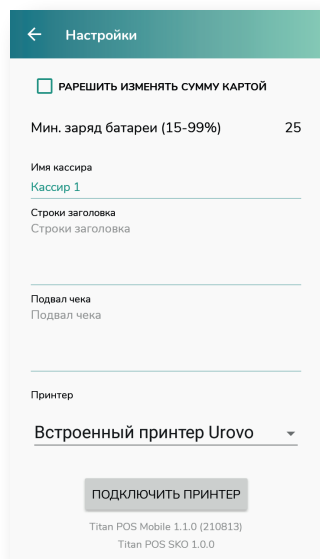 Настройки
РАРЕШИТЬ ИЗМЕНЯТЬ СУММУ КАРТОЙ
Мин. заряд батареи (15-99%) 25
Имя кассира
Кассир 1
Строки заголовка
Строки заголовка
Подвал чека
Подвал чека
Принтер
Встроенный принтер Urovo
ПОДКЛЮЧИТЬ ПРИНТЕР
Titan POS Mobile 1.1.0 (210813)
Titan POS SKO 1.0.0